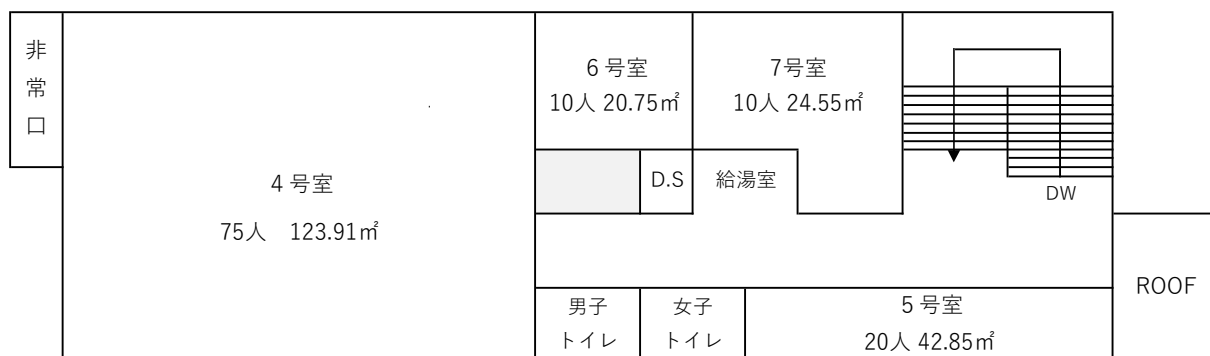 非
常
口
4 号室
75人　123.91㎡
6 号室
10人 20.75㎡
7号室
10人 24.55㎡
D.S
給湯室
DW
ROOF
男子
トイレ
女子
トイレ
5 号室
20人 42.85㎡